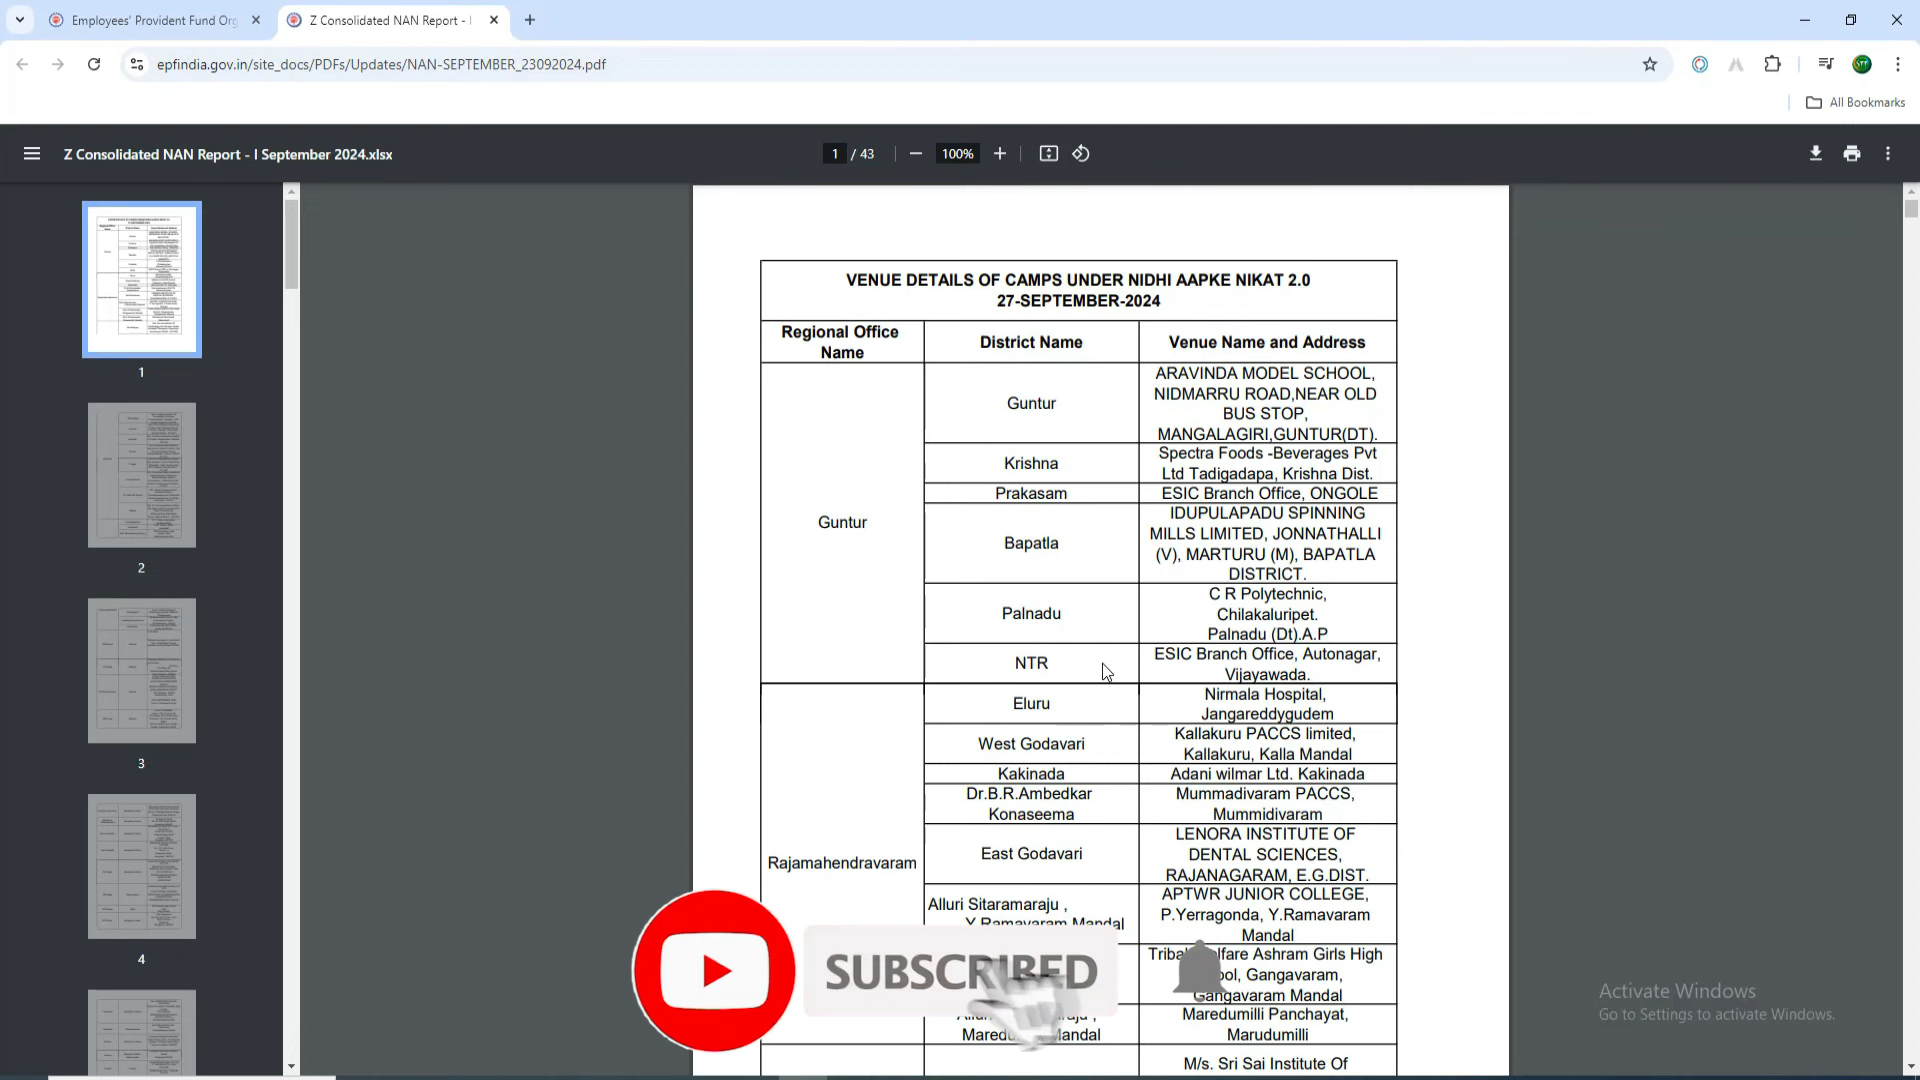 Employees' Provident Fund Org
Z Consolidated NAN Report - I
epfindia.gov.in/site_docs/PDFs/Updates/NAN-SEPTEMBER_23092024.pdf
All Bookmarks
Z Consolidated NAN Report - I September 2024.xlsx
1 / 43
100%
1
2
3
4
VENUE DETAILS OF CAMPS UNDER NIDHI AAPKE NIKAT 2.0
27-SEPTEMBER-2024
Regional Office
Name
District Name
Venue Name and Address
Guntur
Guntur
ARAVINDA MODEL SCHOOL,
NIDMARRU ROAD,NEAR OLD
BUS STOP,
MANGALAGIRI,GUNTUR(DT).
Krishna
Spectra Foods -Beverages Pvt
Ltd Tadigadapa, Krishna Dist.
Prakasam
ESIC Branch Office, ONGOLE
Bapatla
IDUPULAPADU SPINNING
MILLS LIMITED, JONNATHALLI
(V), MARTURU (M), BAPATLA
DISTRICT.
Palnadu
C R Polytechnic,
Chilakaluripet.
Palnadu (Dt).A.P
NTR
ESIC Branch Office, Autonagar,
Vijayawada.
Rajamahendravaram
Eluru
Nirmala Hospital,
Jangareddygudem
West Godavari
Kallakuru PACCS limited,
Kallakuru, Kalla Mandal
Kakinada
Adani wilmar Ltd. Kakinada
Dr.B.R.Ambedkar
Konaseema
Mummadivaram PACCS,
Mummidivaram
East Godavari
LENORA INSTITUTE OF
DENTAL SCIENCES,
RAJANAGARAM, E.G.DIST.
Alluri Sitaramaraju ,
Y.Ramavaram Mandal
APTWR JUNIOR COLLEGE,
P.Yerragonda, Y.Ramavaram
Mandal
Ashram Girls High
Gangavaram,
Gangavaram Mandal
Maredumilli Panchayat,
Marudumilli
M/s. Sri Sai Institute Of
SUBSCRIBED
Activate Windows
Go to Settings to activate Windows.